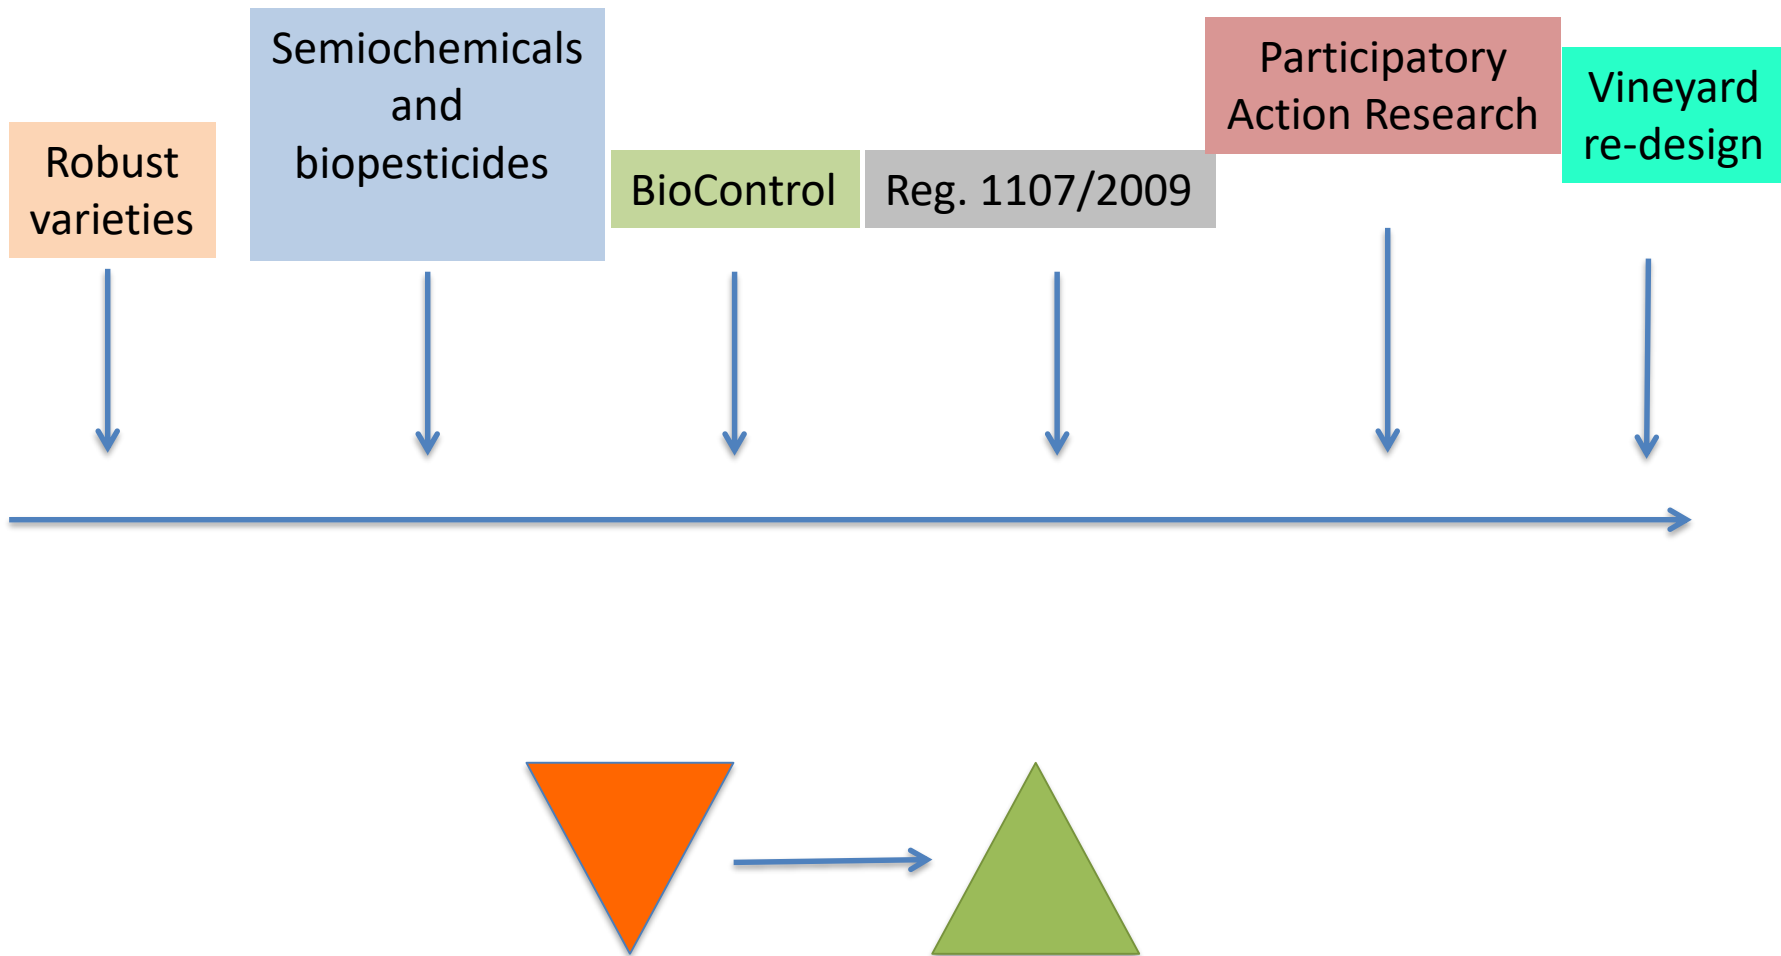 Robust
varieties
Semiochemicals
and
biopesticides
BioControl
Reg. 1107/2009
Participatory
Action Research
Vineyard
re-design